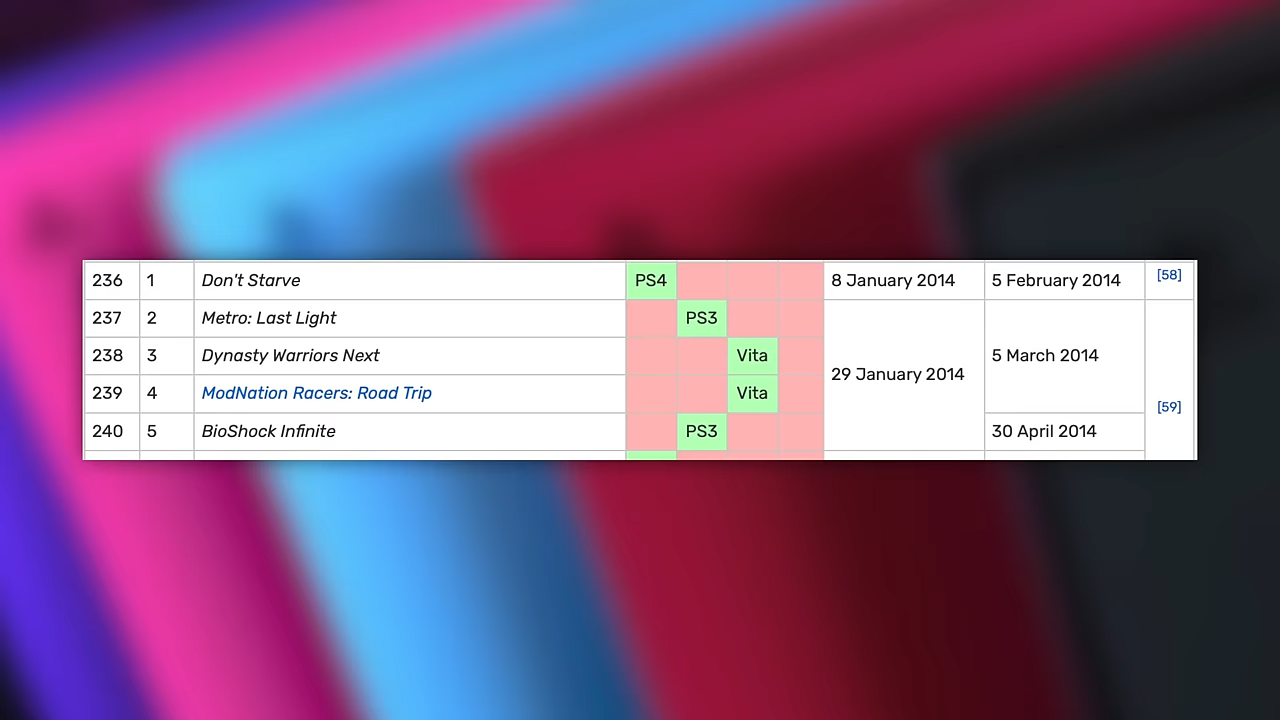 236 1 Don't Starve PS4 8 January 2014 5 February 2014 [58]
237 2 Metro: Last Light PS3
238 3 Dynasty Warriors Next Vita 29 January 2014 5 March 2014
239 4 ModNation Racers: Road Trip Vita [59]
240 5 BioShock Infinite PS3 30 April 2014